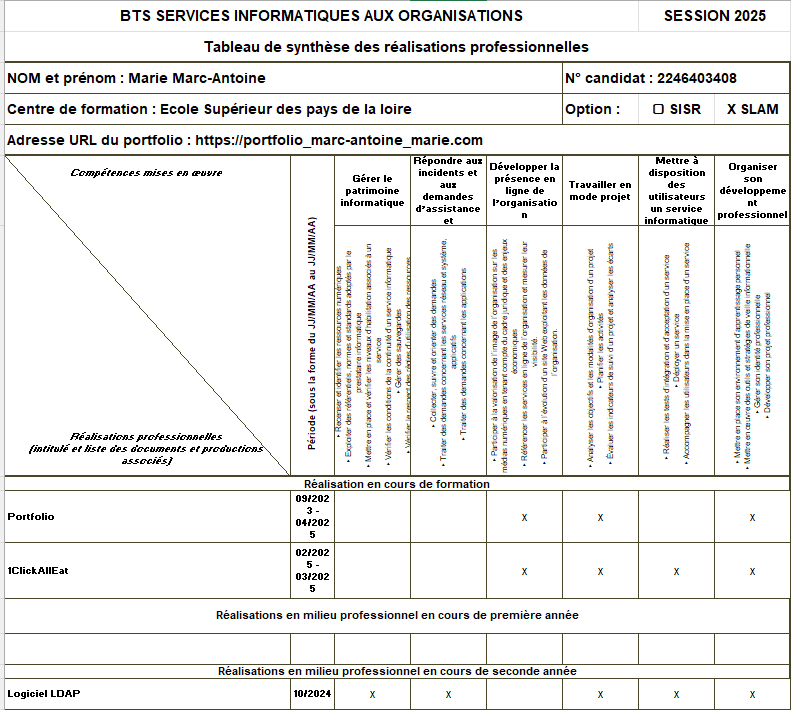 BTS SERVICES INFORMATIQUES AUX ORGANISATIONS SESSION 2025
Tableau de synthèse des réalisations professionnelles
NOM et prénom : Marie Marc-Antoine N° candidat : 2246403408
Centre de formation : Ecole Supérieur des pays de la loire Option : ☐ SISR X SLAM
Adresse URL du portfolio : https://portfolio_marc-antoine_marie.com
Compétences mises en œuvre
Réalisations professionnelles
(intitulé et liste des documents et productions
associés)
Période (sous la forme du JJ/MM/AA au JJ/MM/AA)
Gérer le
patrimoine
informatique
Répondre aux
incidents et
aux
demandes
d'assistance
et
Développer la
présence en
ligne de
l'organisatio
n
Travailler en
mode projet
Mettre à
disposition
des
utilisateurs
un service
informatique
Organiser
son
développeme
nt
professionnel
• Recenser et identifier les ressources numériques
• Exploiter des référentiels, normes et standards adoptés par le
prestataire informatique
• Mettre en place et vérifier les niveaux d'habilitation associés à un
service
• Vérifier les conditions de la continuité d'un service informatique
• Gérer des sauvegardes
• Vérifier le respect des règles d'utilisation des ressources
• Collecter, suivre et orienter des demandes
• Traiter des demandes concernant les services réseau et système,
applicatifs
• Traiter des demandes concernant les applications
• Participer à la valorisation de l'image de l'organisation sur les
médias numériques en tenant compte du cadre juridique et des enjeux
économiques
• Référencer les services en ligne de l'organisation et mesurer leur
visibilité.
• Participer à l'évolution d'un site Web exploitant les données de
l'organisation.
• Analyser les objectifs et les modalités d'organisation d'un projet
• Planifier les activités
• Évaluer les indicateurs de suivi d'un projet et analyser les écarts
• Réaliser les tests d'intégration et d'acceptation d'un service
• Déployer un service
• Accompagner les utilisateurs dans la mise en place d'un service
• Mettre en place son environnement d'apprentissage personnel
• Mettre en œuvre des outils et stratégies de veille informationnelle
• Gérer son identité professionnelle
• Développer son projet professionnel
Réalisation en cours de formation
Portfolio
09/202
3 -
04/202
5
X X X
1ClickAllEat
02/202
5 -
03/202
5
X X X X
Réalisations en milieu professionnel en cours de première année
Réalisations en milieu professionnel en cours de seconde année
Logiciel LDAP 10/2024 X X X X X